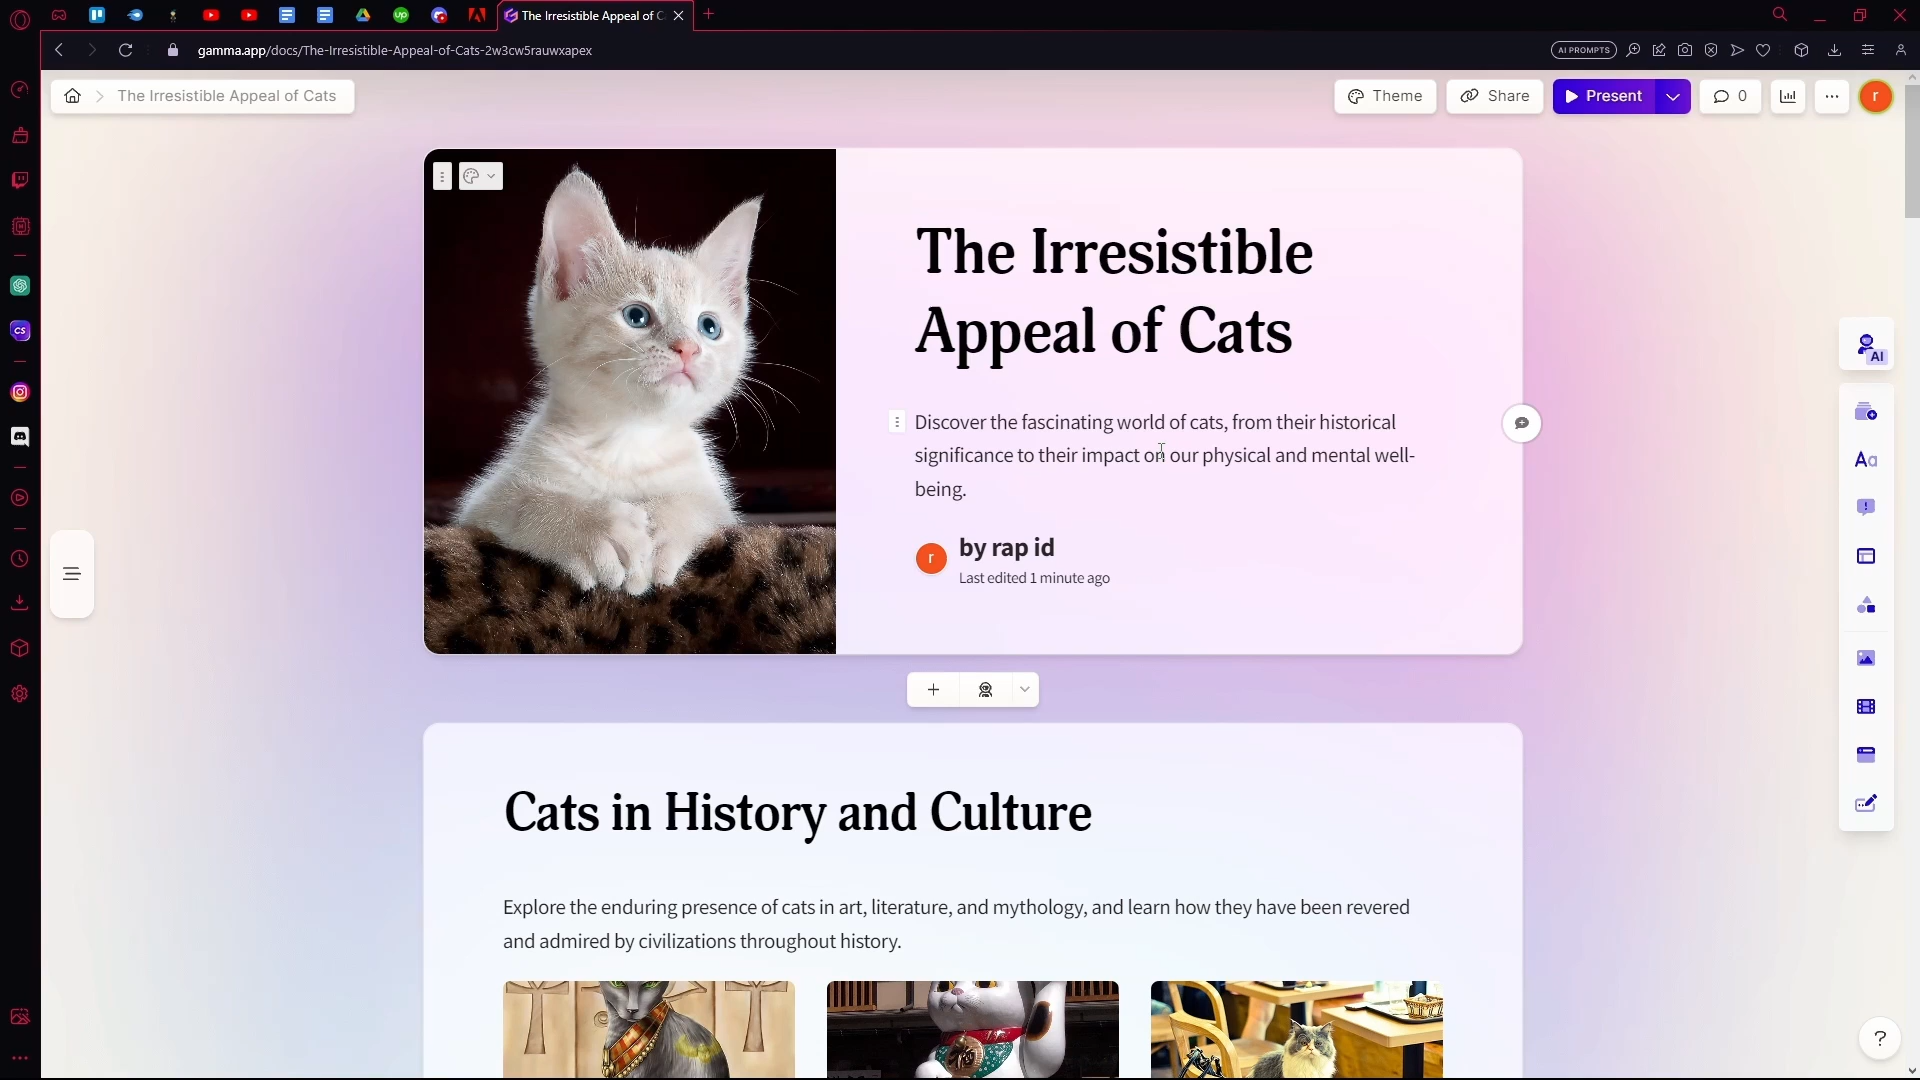 The Irresistible Appeal of C
gamma.app/docs/The-Irresistible-Appeal-of-Cats-2w3cw5rauwxapex
AI PROMPTS
The Irresistible Appeal of Cats
Theme
Share
Present
0
r
CS
up
The Irresistible
Appeal of Cats
AI
Discover the fascinating world of cats, from their historical
significance to their impact on our physical and mental well-
being.
Aa
r
by rap id
Last edited 1 minute ago
Cats in History and Culture
Explore the enduring presence of cats in art, literature, and mythology, and learn how they have been revered
and admired by civilizations throughout history.
福
?